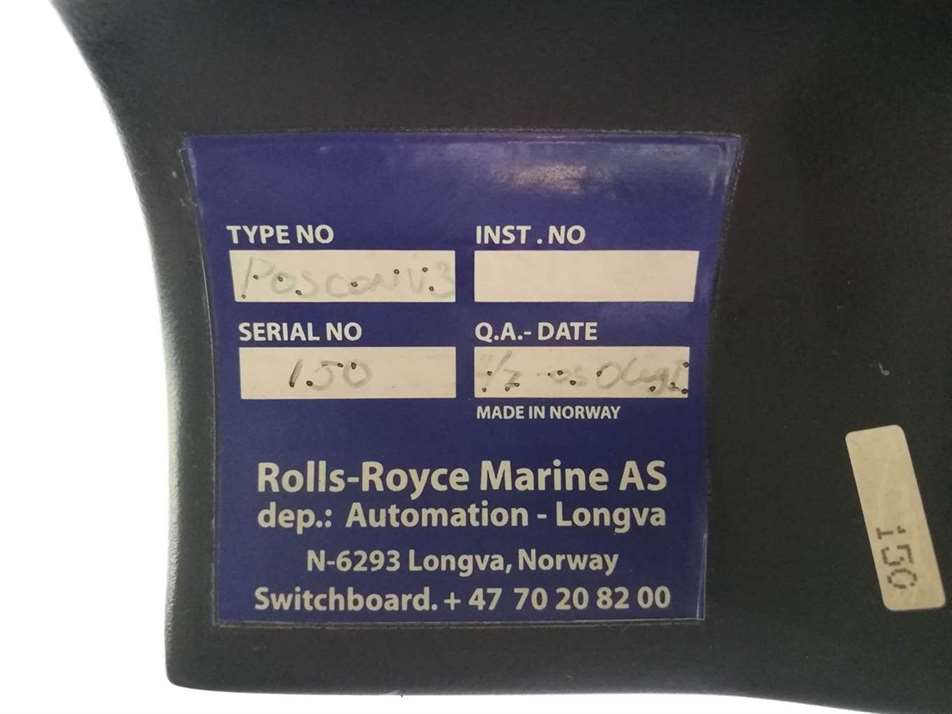 TYPE NO
POSCON V3
INST . NO
SERIAL NO
150
Q.A.- DATE
MADE IN NORWAY
Rolls-Royce Marine AS
dep.: Automation - Longva
N-6293 Longva, Norway
Switchboard. + 47 70 20 82 00
150